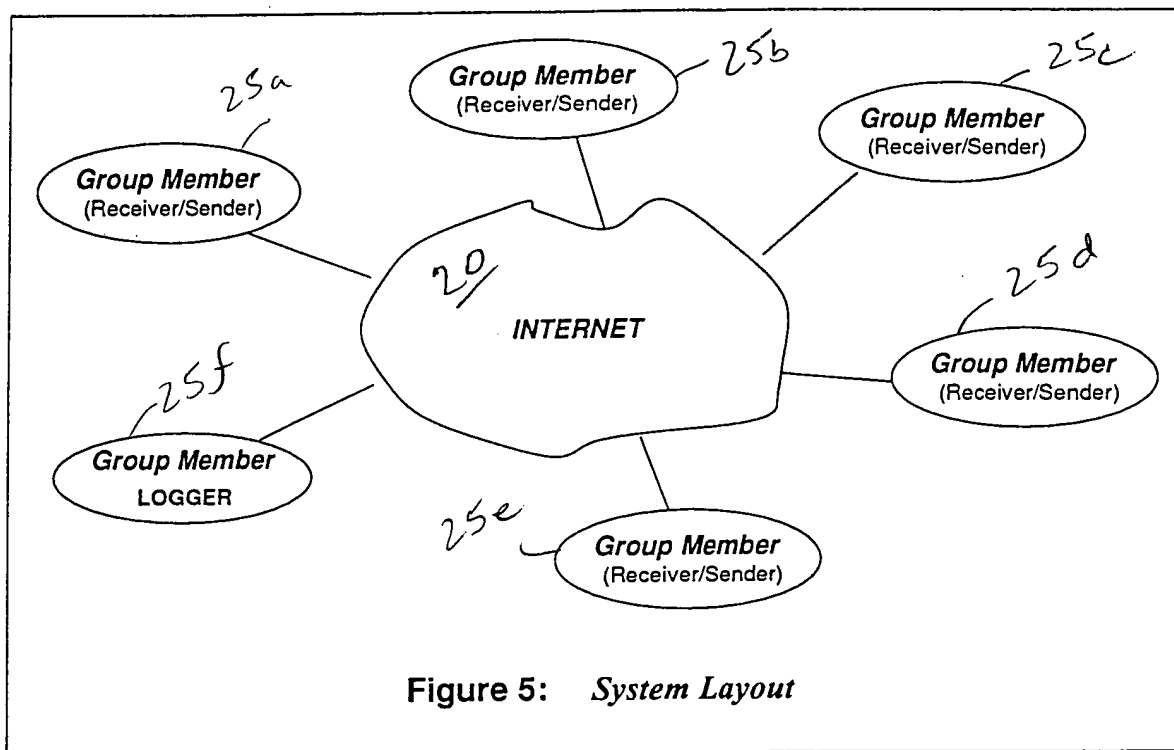 25b
25c
25a
Group Member
(Receiver/Sender)
Group Member
(Receiver/Sender)
Group Member
(Receiver/Sender)
20
INTERNET
25d
Group Member
(Receiver/Sender)
25f
Group Member
LOGGER
25e
Group Member
(Receiver/Sender)
Figure 5: System Layout